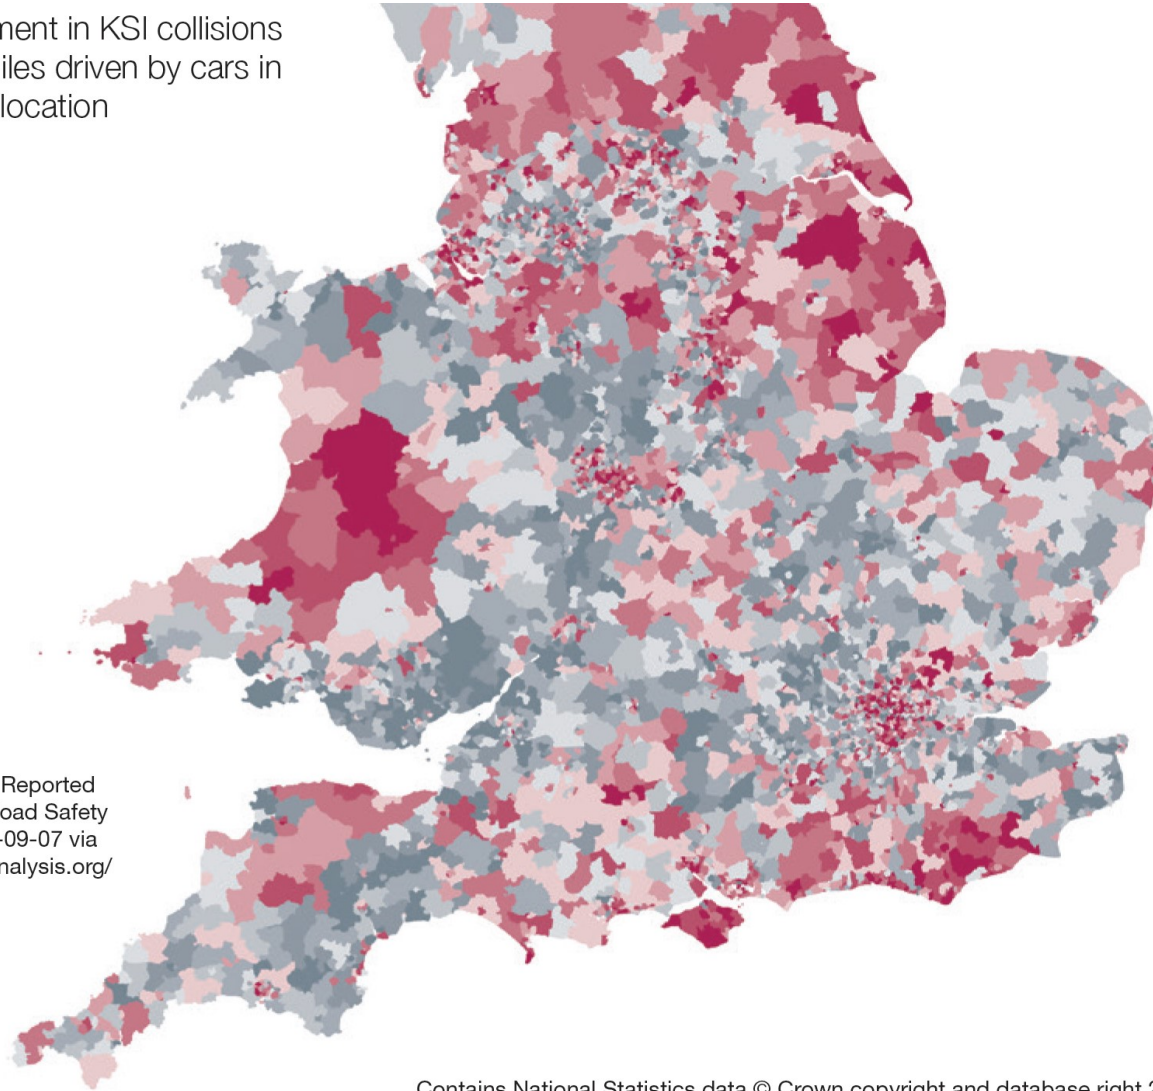 ment in KSI collisions
iles driven by cars in
location
Reported
oad Safety
-09-07 via
nalysis.org/
Contains National Statistics data © Crown copyright and database right 2